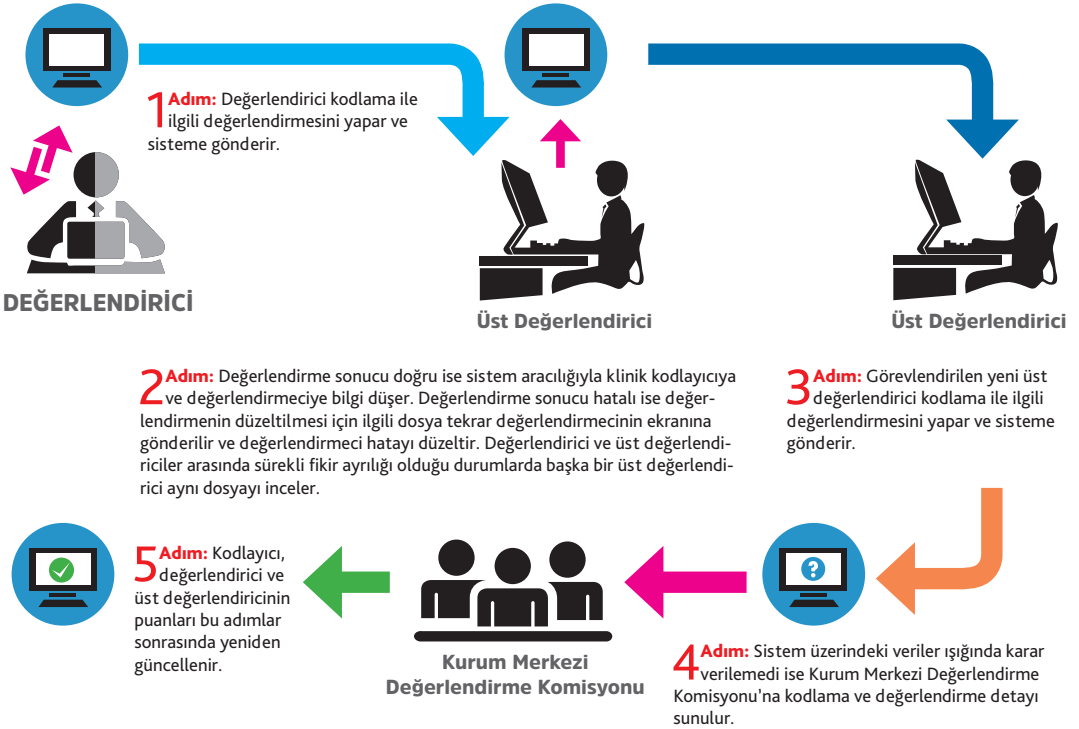 1Adım: Değerlendirici kodlama ile
ilgili değerlendirmesini yapar ve
sisteme gönderir.
DEĞERLENDİRİCİ
Üst Değerlendirici
Üst Değerlendirici
2Adım: Değerlendirme sonucu doğru ise sistem aracılığıyla klinik kodlayıcıya
ve değerlendirmeciye bilgi düşer. Değerlendirme sonucu hatalı ise değer-
lendirmenin düzeltilmesi için ilgili dosya tekrar değerlendirmecinin ekranına
gönderilir ve değerlendirmeci hatayı düzeltir. Değerlendirici ve üst değerlendi-
riciler arasında sürekli fikir ayrılığı olduğu durumlarda başka bir üst değerlendi-
rici aynı dosyayı inceler.
3Adım: Görevlendirilen yeni üst
değerlendirici kodlama ile ilgili
değerlendirmesini yapar ve sisteme
gönderir.
?
4Adım: Sistem üzerindeki veriler ışığında karar
verilemedi ise Kurum Merkezi Değerlendirme
Komisyonu'na kodlama ve değerlendirme detayı
sunulur.
Kurum Merkezi
Değerlendirme Komisyonu
5Adım: Kodlayıcı,
değerlendirici ve
üst değerlendiricinin
puanları bu adımlar
sonrasında yeniden
güncellenir.